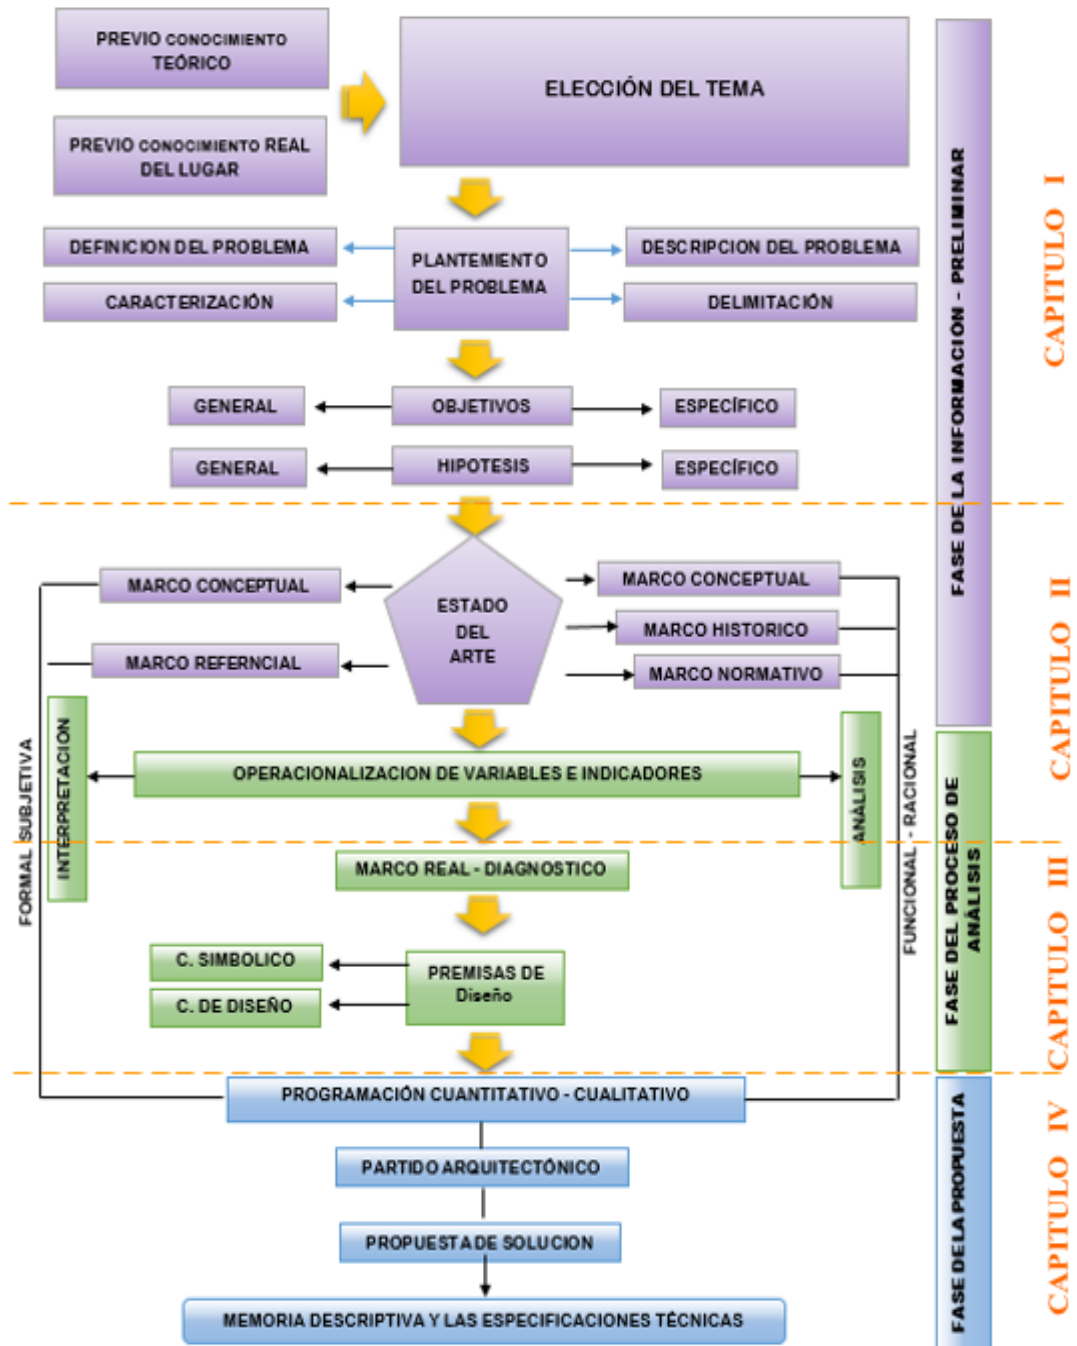 PREVIO CONOCIMIENTO
TEÓRICO
PREVIO CONOCIMIENTO REAL
DEL LUGAR
ELECCIÓN DEL TEMA
DEFINICION DEL PROBLEMA
CARACTERIZACIÓN
PLANTEMIENTO
DEL PROBLEMA
DESCRIPCION DEL PROBLEMA
DELIMITACIÓN
GENERAL
OBJETIVOS
ESPECÍFICO
GENERAL
HIPOTESIS
ESPECÍFICO
FASE DE LA INFORMACIÓN - PRELIMINAR
CAPITULO I
MARCO CONCEPTUAL
MARCO REFERNCIAL
ESTADO
DEL
ARTE
MARCO CONCEPTUAL
MARCO HISTORICO
MARCO NORMATIVO
CAPITULO II
FORMAL SUBJETIVA
INTERPRETACIÓN
OPERACIONALIZACION DE VARIABLES E INDICADORES
ANÀLISIS
FUNCIONAL - RACIONAL
FASE DEL PROCESO DE
ANÀLISIS
MARCO REAL - DIAGNOSTICO
C. SIMBOLICO
C. DE DISEÑO
PREMISAS DE
Diseño
CAPITULO III
PROGRAMACIÓN CUANTITATIVO - CUALITATIVO
PARTIDO ARQUITECTÓNICO
PROPUESTA DE SOLUCION
MEMORIA DESCRIPTIVA Y LAS ESPECIFICACIONES TÉCNICAS
FASE DE LA PROPUESTA
CAPITULO IV